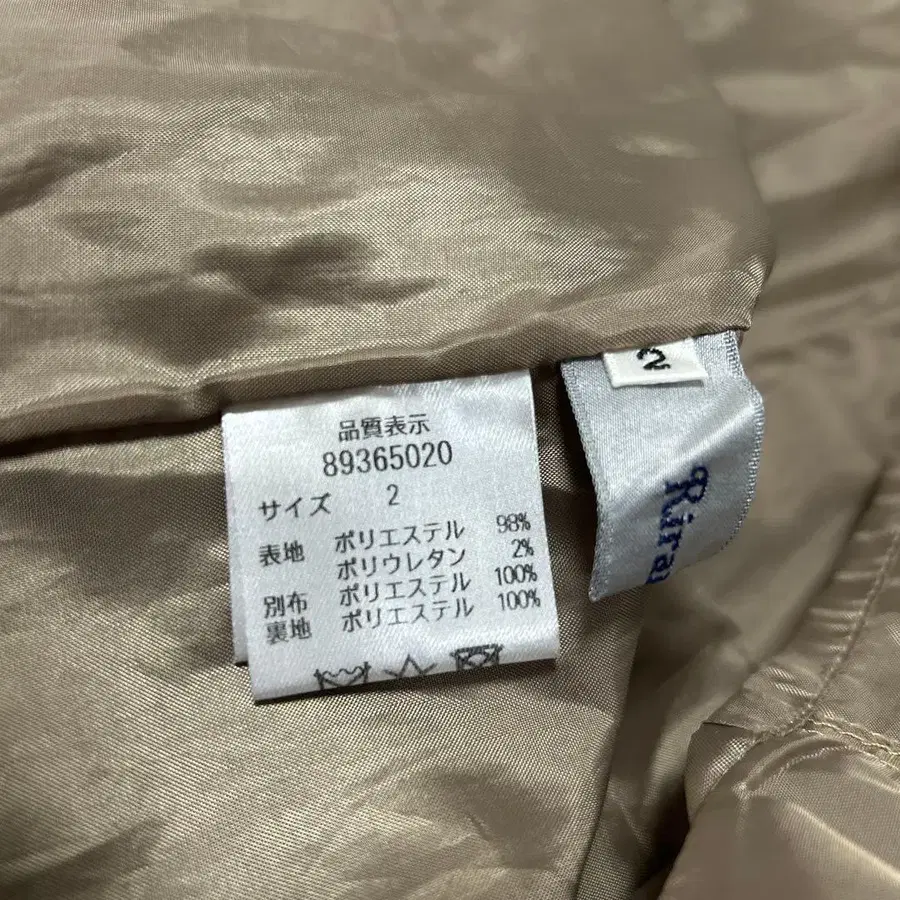 品質表示
89365020
サイズ 2
表地 ポリエステル 98%
ポリウレタン 2%
別布 ポリエステル 100%
裏地 ポリエステル 100%
2